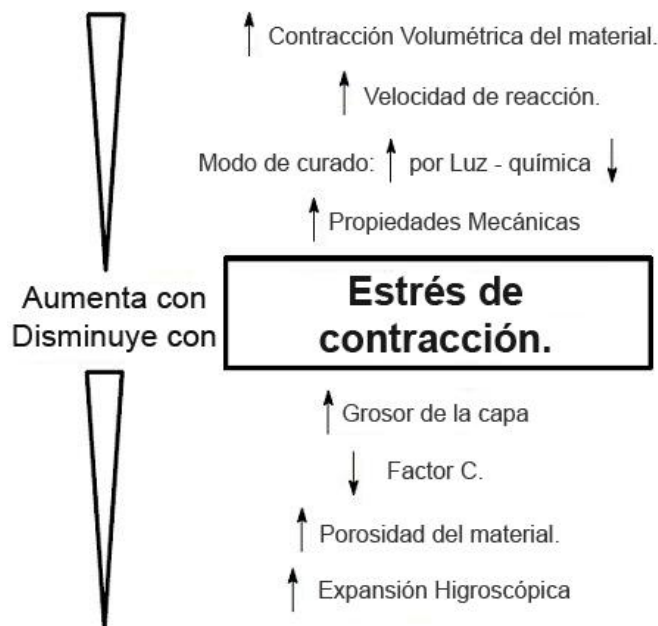 ↑ Contracción Volumétrica del material.
↑ Velocidad de reacción.
Modo de curado: ↑ por Luz - química ↓
↑ Propiedades Mecánicas
Aumenta con
Disminuye con
Estrés de
contracción.
↑ Grosor de la capa
↓ Factor C.
↑ Porosidad del material.
↑ Expansión Higroscópica